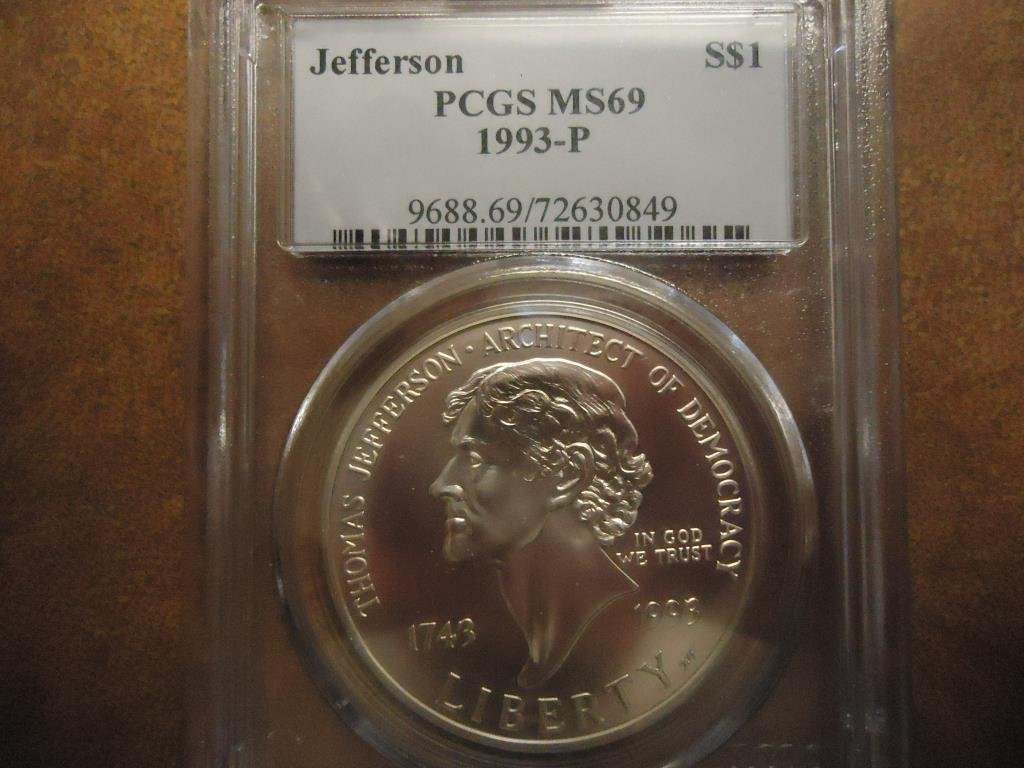 Jefferson S$1
PCGS MS69
1993-P
9688.69/72630849
THOMAS JEFFERSON · ARCHITECT OF DEMOCRACY
IN GOD
WE TRUST
1743 1993
LIBERTY